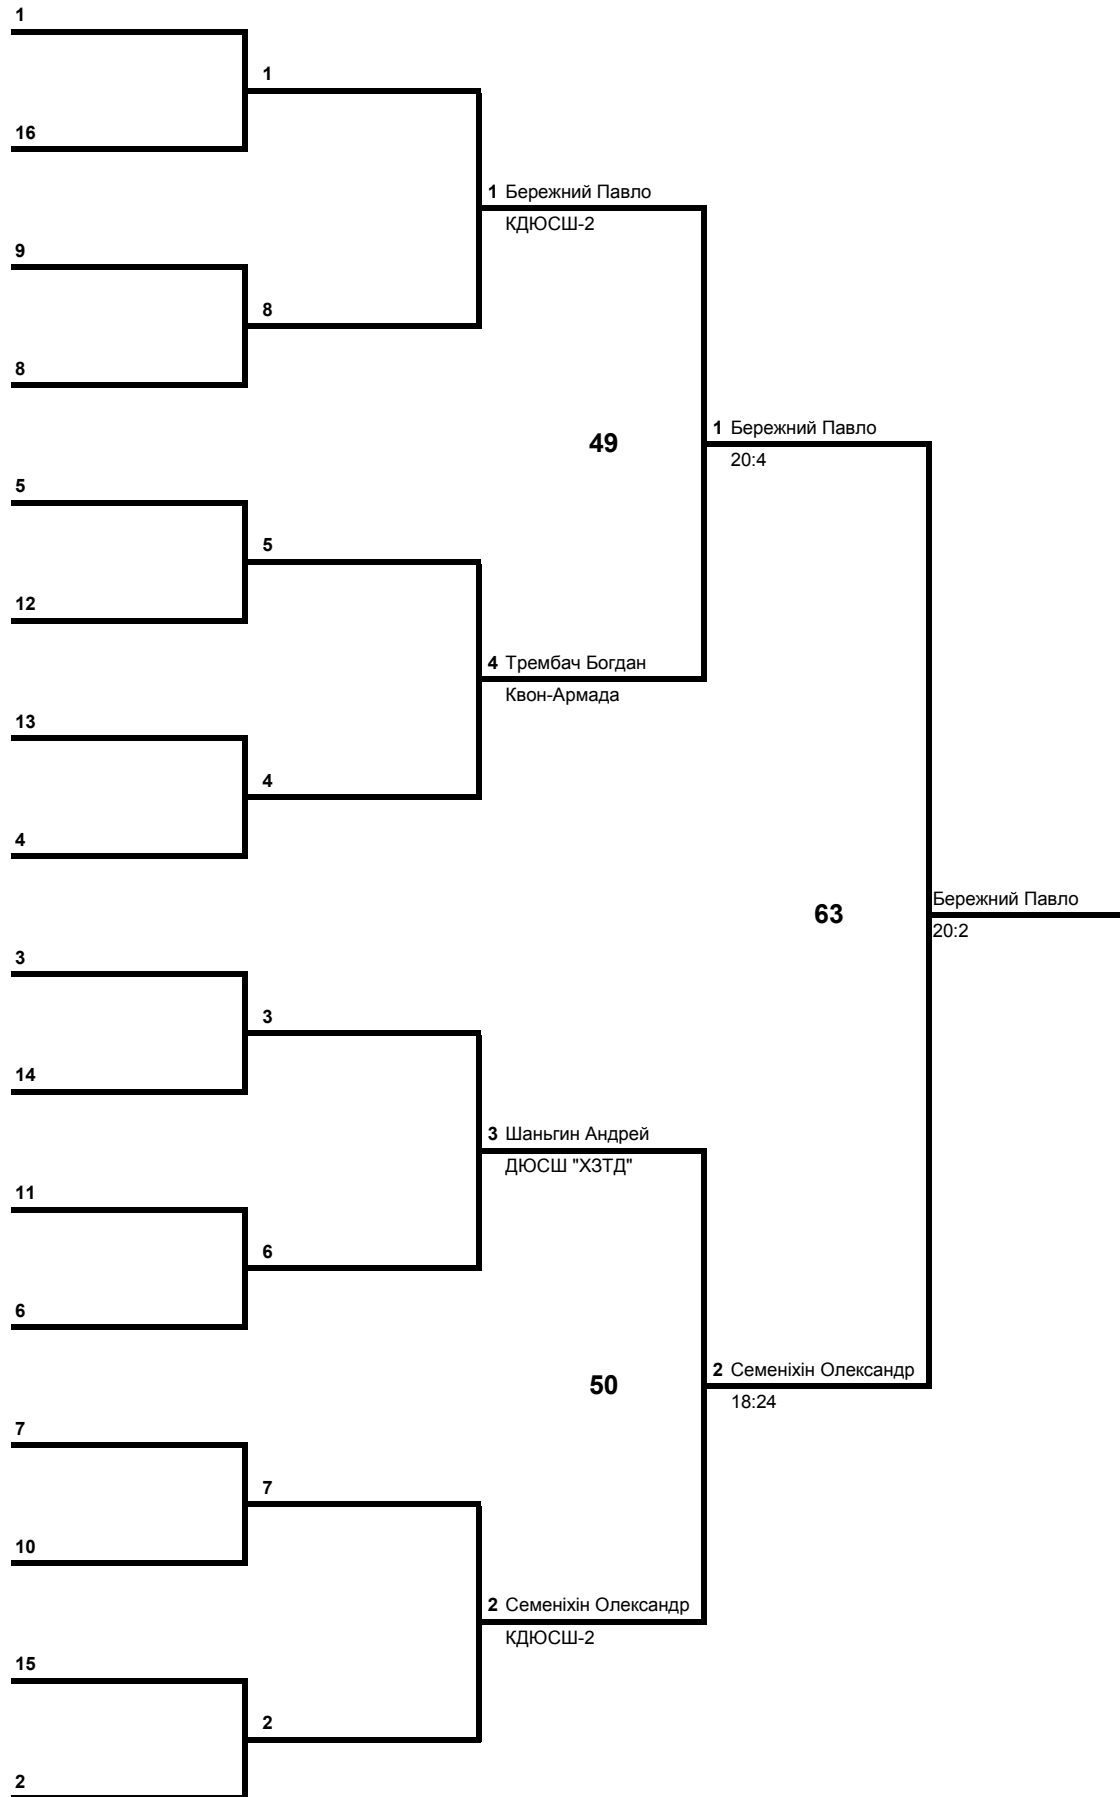 1
1
16
1 Бережний Павло
КДЮСШ-2
9
8
8
49
1 Бережний Павло
20:4
5
5
12
4 Трембач Богдан
Квон-Армада
13
4
4
63
Бережний Павло
20:2
3
3
14
3 Шаньгин Андрей
ДЮСШ "ХЗТД"
11
6
6
50
2 Семеніхін Олександр
18:24
7
7
10
2 Семеніхін Олександр
КДЮСШ-2
15
2
2